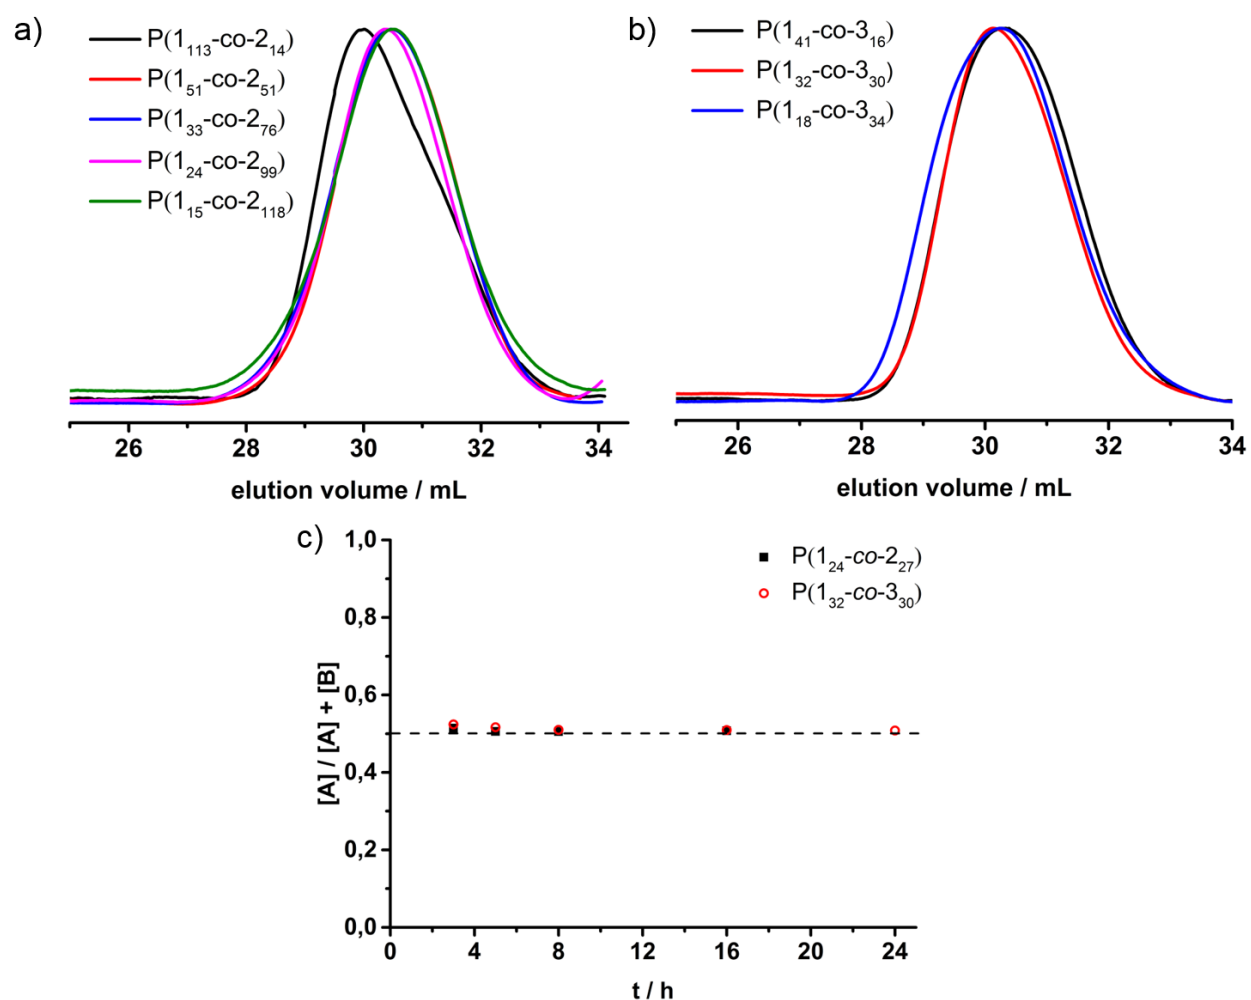 a)
P(1₁₁₃-co-2₁₄)
P(1₅₁-co-2₅₁)
P(1₃₃-co-2₇₆)
P(1₂₄-co-2₉₉)
P(1₁₅-co-2₁₁₈)
26 28 30 32 34
elution volume / mL
b)
P(1₄₁-co-3₁₆)
P(1₃₂-co-3₃₀)
P(1₁₈-co-3₃₄)
26 28 30 32 34
elution volume / mL
c)
P(1₂₄-co-2₂₇)
P(1₃₂-co-3₃₀)
[A] / [A] + [B]
1,0
0,8
0,6
0,4
0,2
0,0
0 4 8 12 16 20 24
t / h